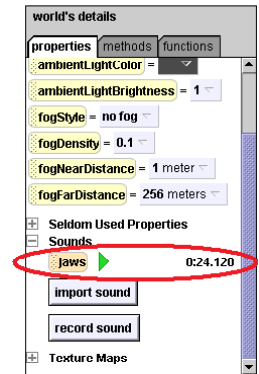 world's details
properties methods functions
ambientLightColor =
ambientLightBrightness = 1
fogStyle = no fog
fogDensity = 0.1
fogNearDistance = 1 meter
fogFarDistance = 256 meters
Seldom Used Properties
Sounds
jaws 0:24.120
import sound
record sound
Texture Maps